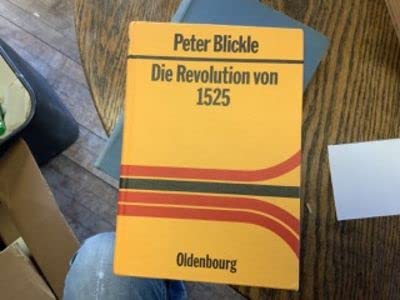 Peter Blickle
Die Revolution von
1525
Oldenbourg